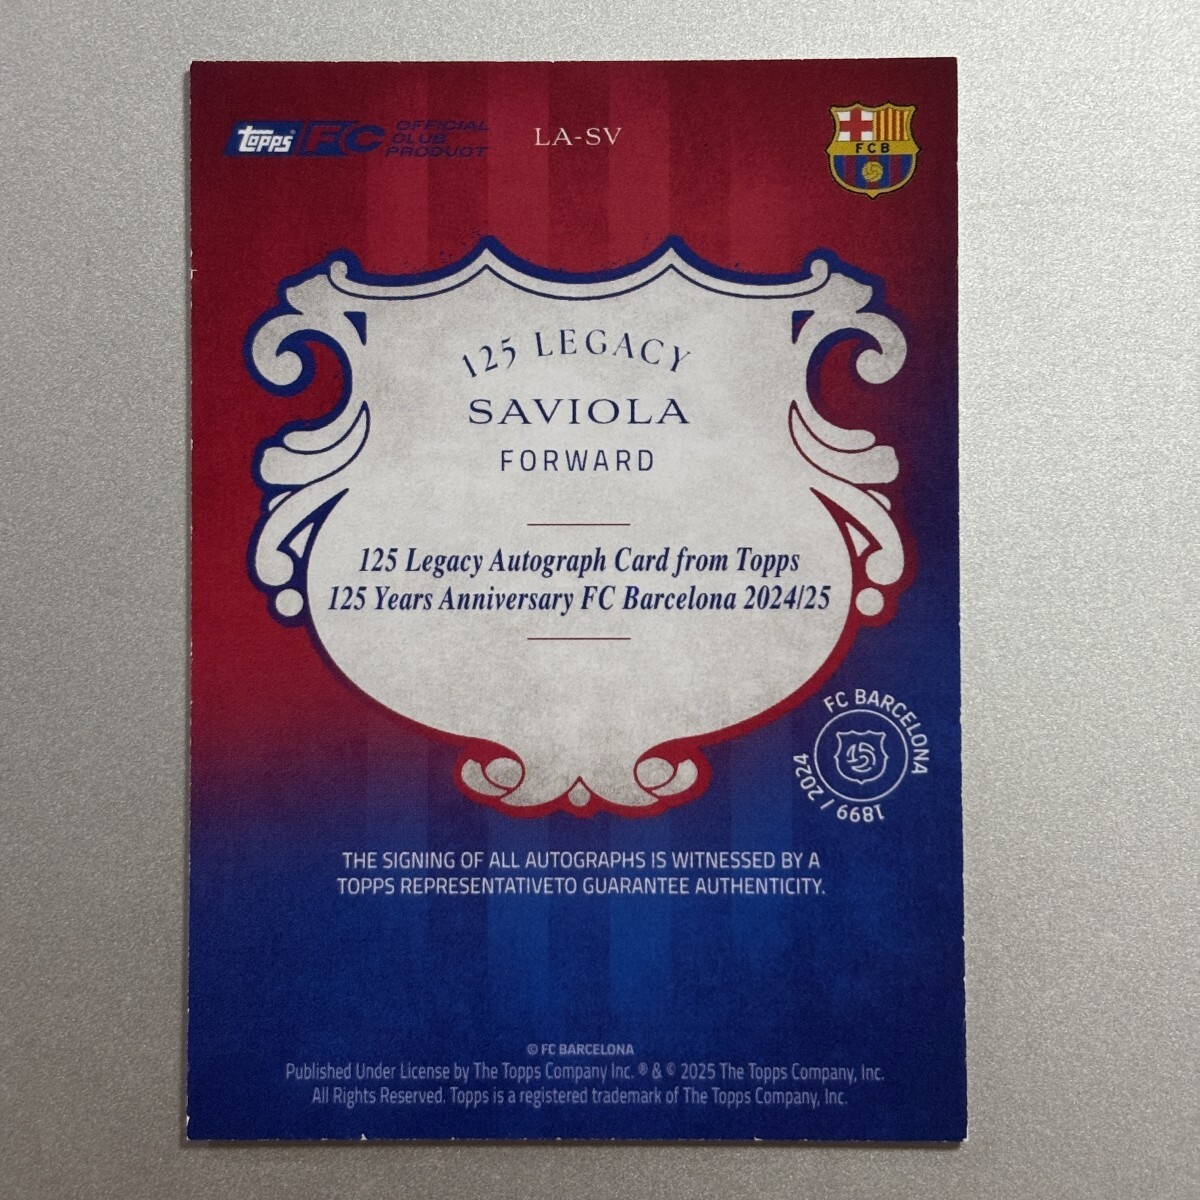 topps FC OFFICIAL CLUB PRODUCT
LA-SV
FCB
125 LEGACY
SAVIOLA
FORWARD
125 Legacy Autograph Card from Topps
125 Years Anniversary FC Barcelona 2024/25
FC BARCELONA
125
1899 / 2024
THE SIGNING OF ALL AUTOGRAPHS IS WITNESSED BY A
TOPPS REPRESENTATIVETO GUARANTEE AUTHENTICITY.
© FC BARCELONA
Published Under License by The Topps Company Inc. ® & © 2025 The Topps Company, Inc.
All Rights Reserved. Topps is a registered trademark of The Topps Company, Inc.